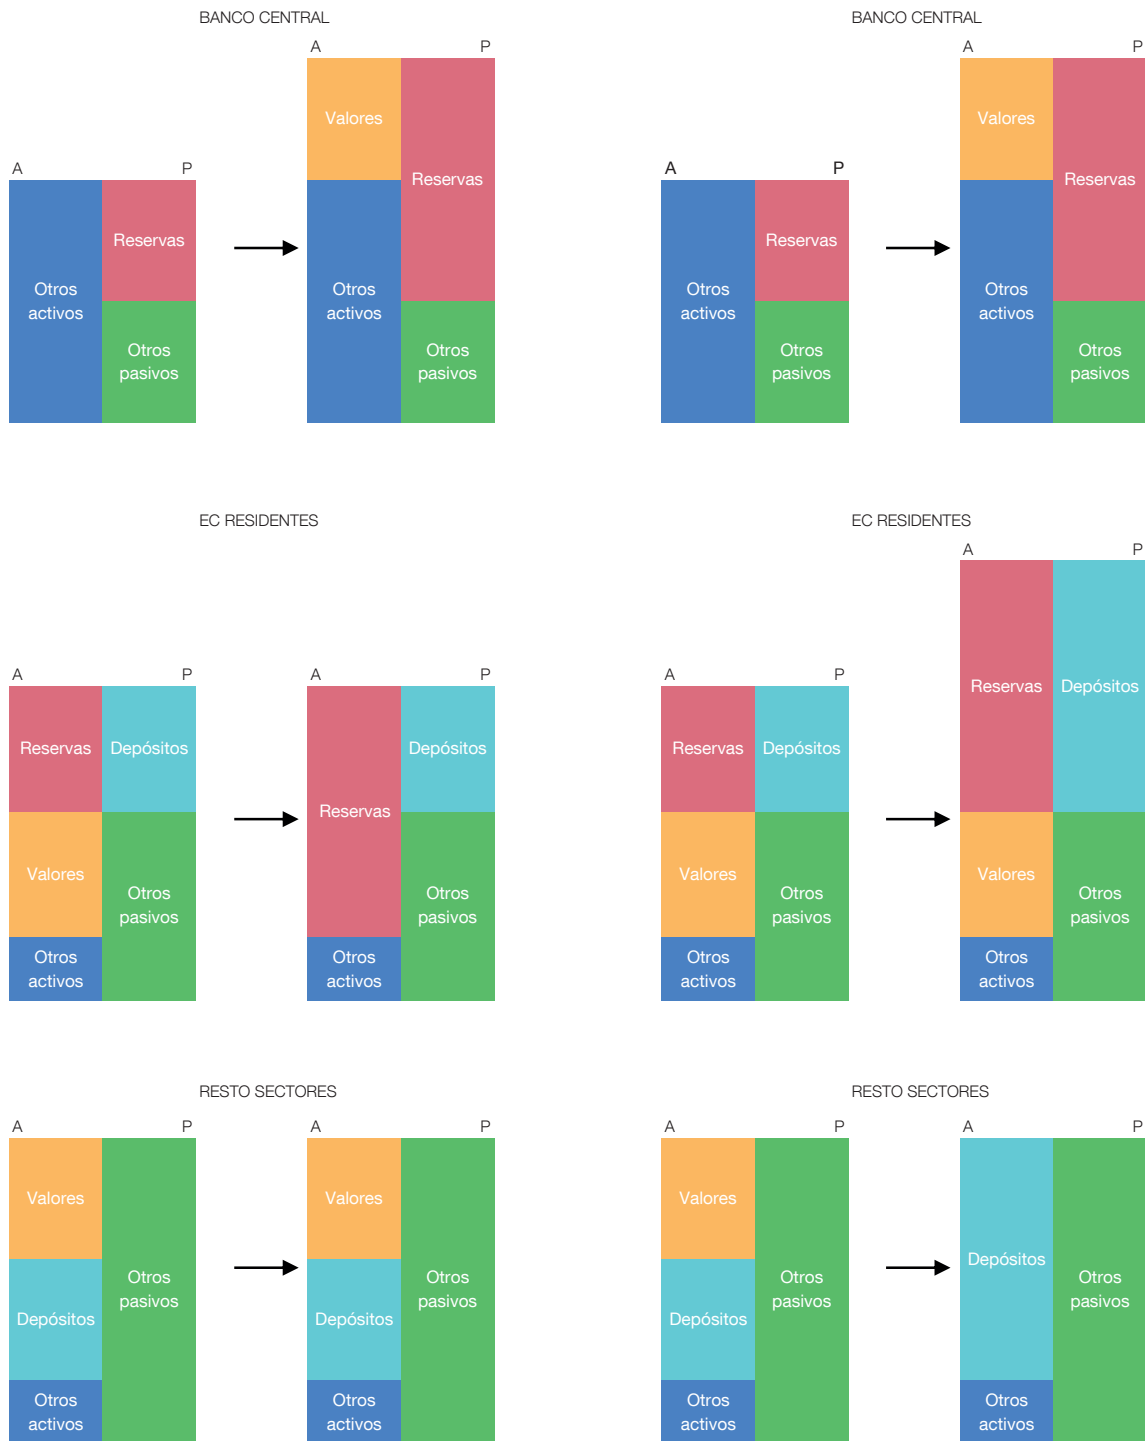 BANCO CENTRAL
A P
Valores
Reservas
A P
Reservas
Otros
activos
Otros
pasivos
Otros
activos
Otros
pasivos
BANCO CENTRAL
A P
Valores
Reservas
A P
Reservas
Otros
activos
Otros
pasivos
Otros
activos
Otros
pasivos
EC RESIDENTES
A P
Reservas Depósitos
Valores
Otros
pasivos
Otros
activos
A P
Depósitos
Reservas
Otros
pasivos
Otros
activos
EC RESIDENTES
A P
Reservas Depósitos
Valores
Otros
pasivos
Otros
activos
A P
Reservas Depósitos
Valores
Otros
pasivos
Otros
activos
RESTO SECTORES
A P
Valores
Otros
pasivos
Depósitos
Otros
activos
A P
Valores
Otros
pasivos
Depósitos
Otros
activos
RESTO SECTORES
A P
Valores
Otros
pasivos
Depósitos
Otros
activos
A P
Depósitos
Otros
pasivos
Otros
activos